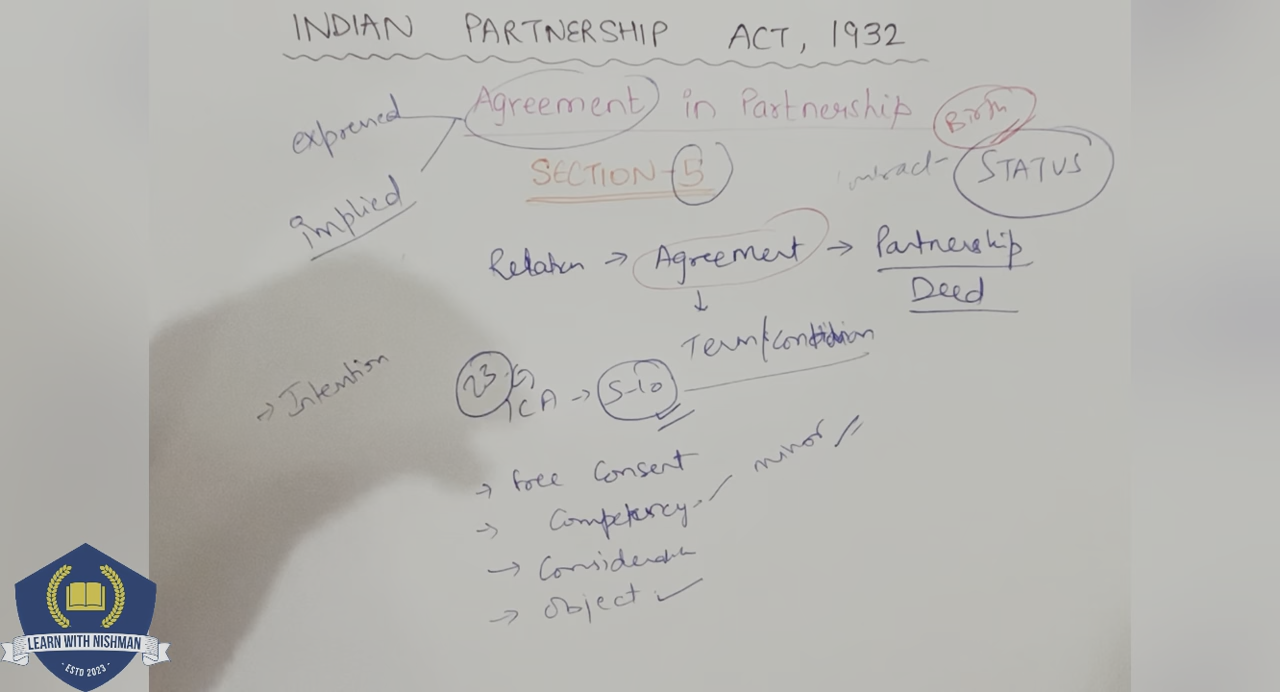 INDIAN PARTNERSHIP ACT, 1932
Agreement in Partnership Birth
expressed
SECTION-5
STATUS
implied
Relation → Agreement → Partnership
Deed
↓
Term/Condition
→ Intention
23 ICA → S-10
→ free Consent
minor
→ Competency
→ Consideration
→ Object ✓
LEARN WITH NISHMAN
- ESTD 2023 -